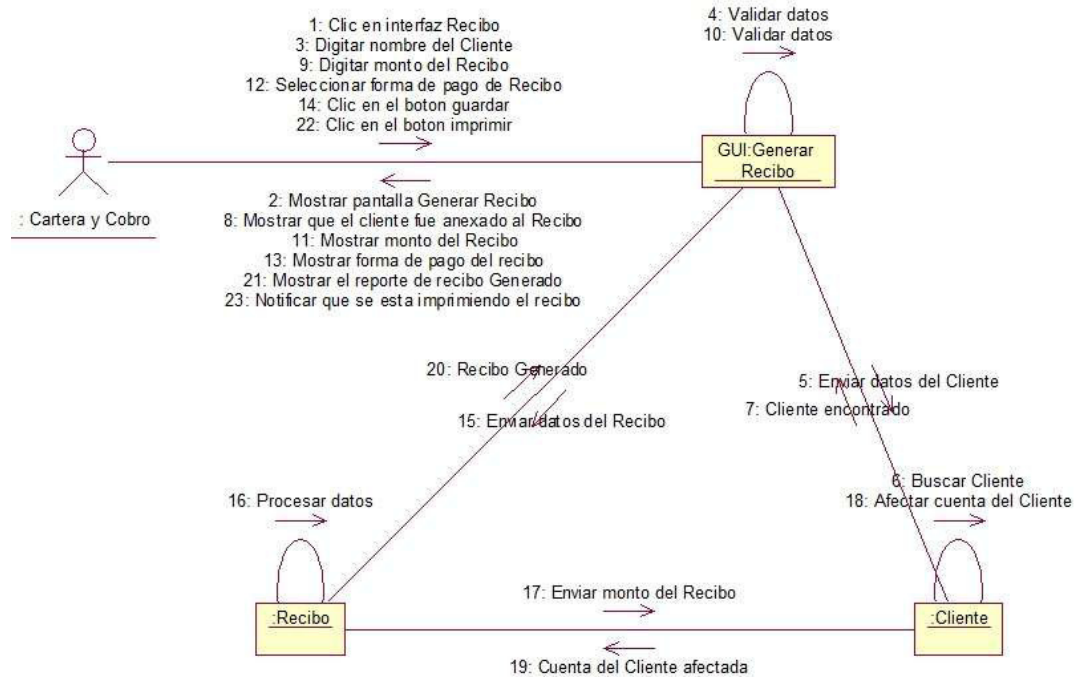 1: Clic en interfaz Recibo
3: Digitar nombre del Cliente
9: Digitar monto del Recibo
12: Seleccionar forma de pago de Recibo
14: Clic en el boton guardar
22: Clic en el boton imprimir
4: Validar datos
10: Validar datos
GUI:Generar
Recibo
: Cartera y Cobro
2: Mostrar pantalla Generar Recibo
8: Mostrar que el cliente fue anexado al Recibo
11: Mostrar monto del Recibo
13: Mostrar forma de pago del recibo
21: Mostrar el reporte de recibo Generado
23: Notificar que se esta imprimiendo el recibo
20: Recibo Generado
15: Enviar datos del Recibo
5: Enviar datos del Cliente
7: Cliente encontrado
16: Procesar datos
6: Buscar Cliente
18: Afectar cuenta del Cliente
17: Enviar monto del Recibo
:Recibo
:Cliente
19: Cuenta del Cliente afectada